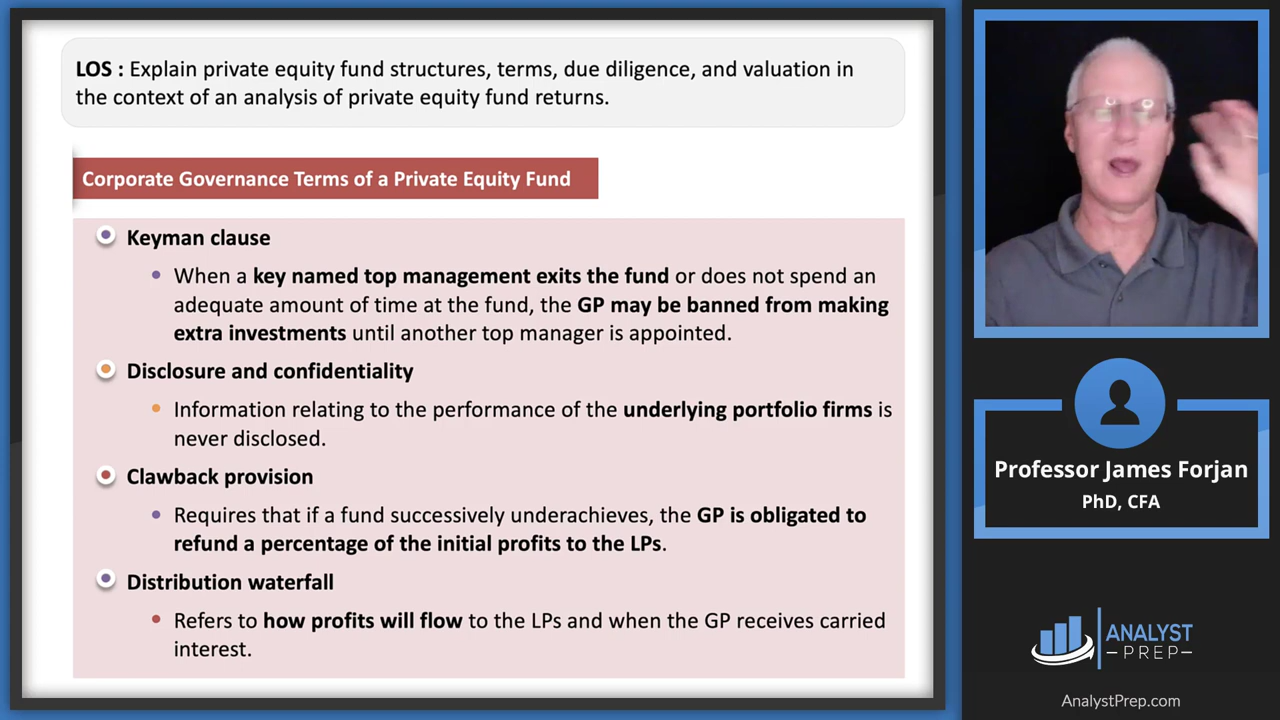 LOS : Explain private equity fund structures, terms, due diligence, and valuation in
the context of an analysis of private equity fund returns.
Corporate Governance Terms of a Private Equity Fund
Keyman clause
When a key named top management exits the fund or does not spend an
adequate amount of time at the fund, the GP may be banned from making
extra investments until another top manager is appointed.
Disclosure and confidentiality
Information relating to the performance of the underlying portfolio firms is
never disclosed.
Clawback provision
Requires that if a fund successively underachieves, the GP is obligated to
refund a percentage of the initial profits to the LPs.
Distribution waterfall
Refers to how profits will flow to the LPs and when the GP receives carried
interest.
Professor James Forjan
PhD, CFA
ANALYST
—PREP—
AnalystPrep.com